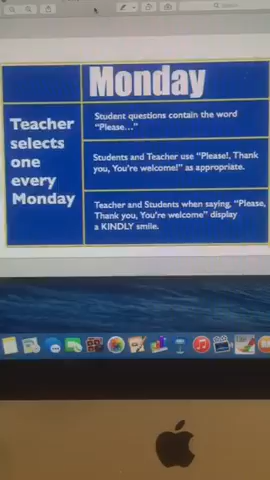 Monday
Teacher
selects
one
every
Monday
Student questions contain the word
"Please..."
Students and Teacher use "Please!, Thank
you, You're welcome!" as appropriate.
Teacher and Students when saying, "Please,
Thank you, You're welcome" display
a KINDLY smile.